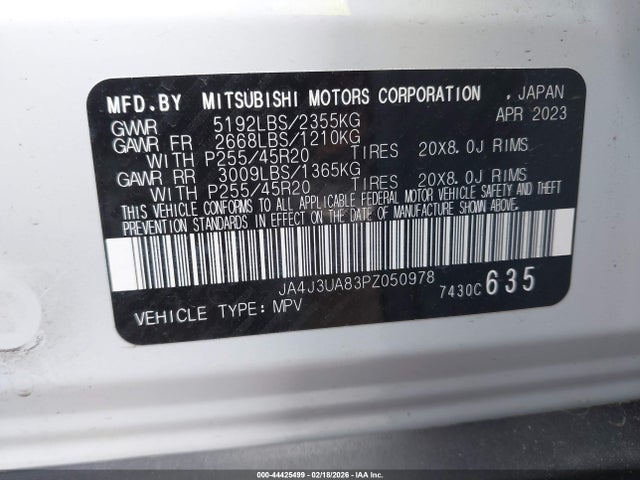 MFD.BY MITSUBISHI MOTORS CORPORATION , JAPAN
GVWR 5192LBS/2355KG APR 2023
GAWR FR 2668LBS/1210KG
WITH P255/45R20 TIRES 20X8.0J RIMS
GAWR RR 3009LBS/1365KG
WITH P255/45R20 TIRES 20X8.0J RIMS
THIS VEHICLE CONFORMS TO ALL APPLICABLE FEDERAL MOTOR VEHICLE SAFETY AND THEFT
PREVENTION STANDARDS IN EFFECT ON THE DATE OF MANUFACTURE SHOWN ABOVE.
JA4J3UA83PZ050978
7430C 635
VEHICLE TYPE: MPV
000-44425499 — 02/18/2026 — IAA Inc.